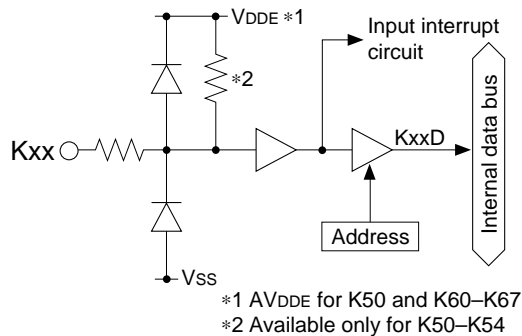 VDDE *1
Input interrupt
circuit
*2
Kxx
KxxD
Internal data bus
Address
VSS
*1 AVDDE for K50 and K60–K67
*2 Available only for K50–K54